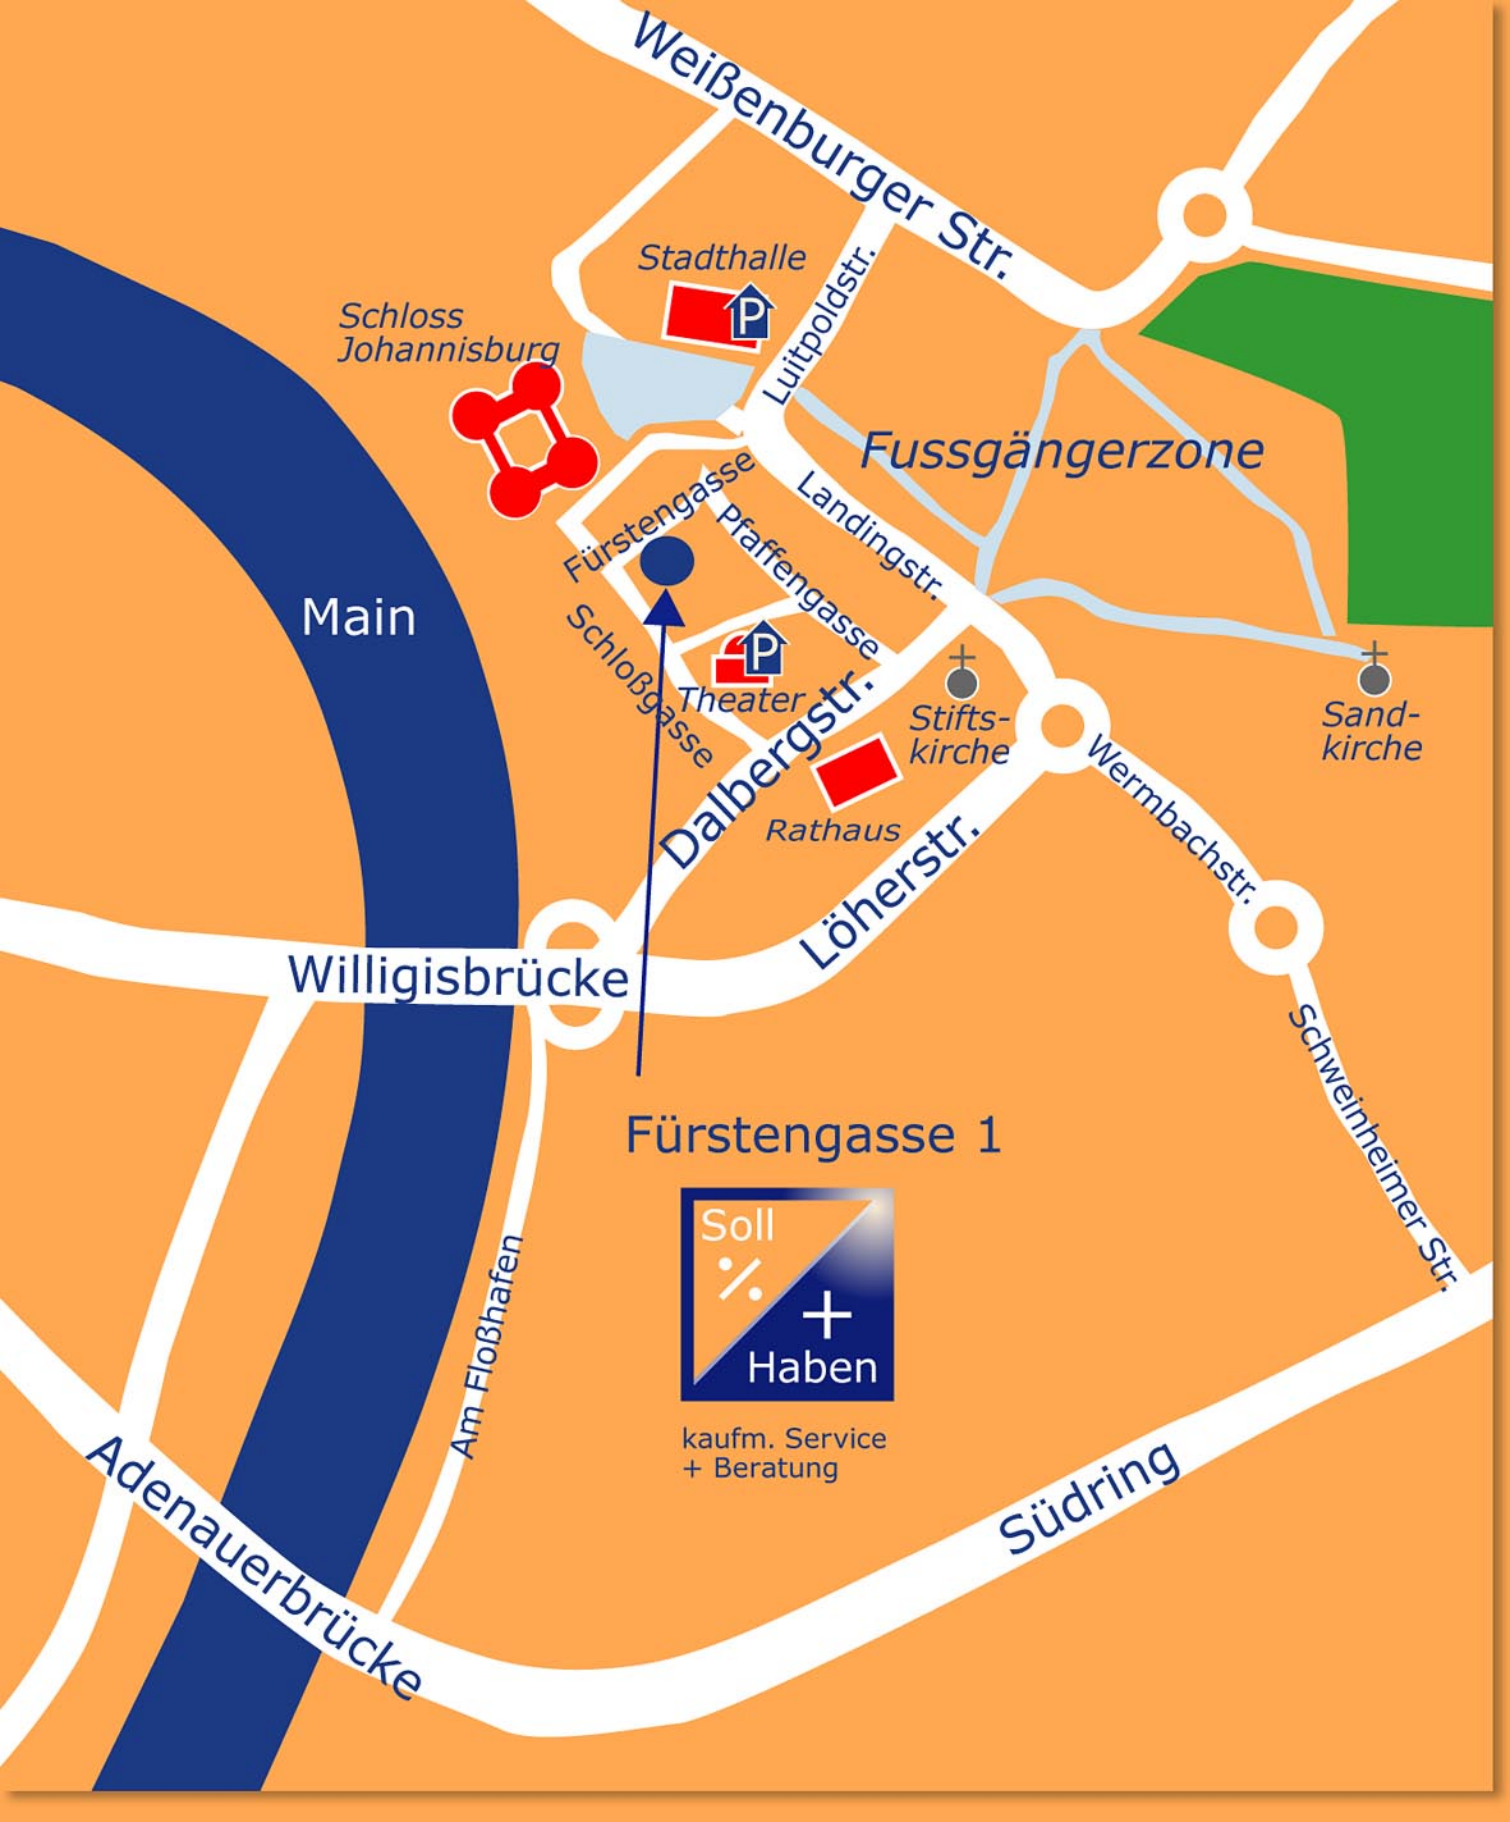 Weißenburger Str.
Stadthalle
P
Luitpoldstr.
Schloss
Johannisburg
Fussgängerzone
Fürstengasse
Landingstr.
Pfaffengasse
Main
Schloßgasse
P
Theater
Dalbergstr.
Stifts-
kirche
Sand-
kirche
Wermbachstr.
Rathaus
Löherstr.
Willigisbrücke
Schweinheimer Str.
Fürstengasse 1
Soll
%
+
Haben
Am Floßhafen
kaufm. Service
+ Beratung
Adenauerbrücke
Südring